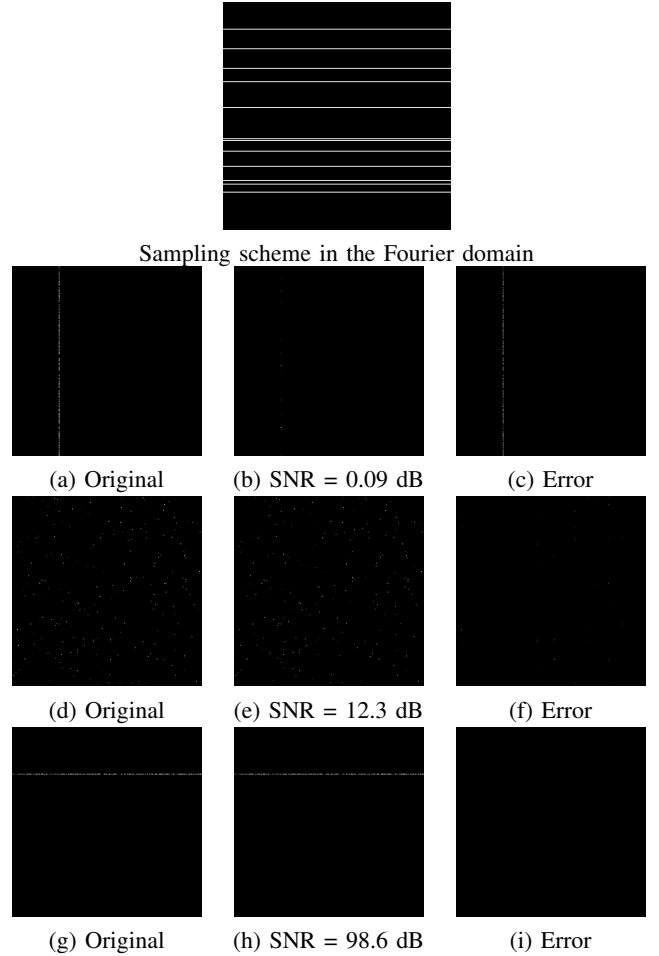 Sampling scheme in the Fourier domain
(a) Original (b) SNR = 0.09 dB (c) Error
(d) Original (e) SNR = 12.3 dB (f) Error
(g) Original (h) SNR = 98.6 dB (i) Error